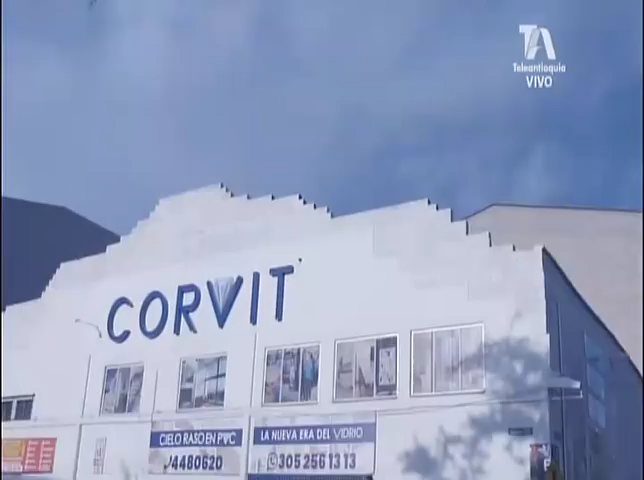 TA
Teleantioquia
VIVO
CORVIT
CIELO RASO EN PVC
4480620
LA NUEVA ERA DEL VIDRIO
305 256 13 13